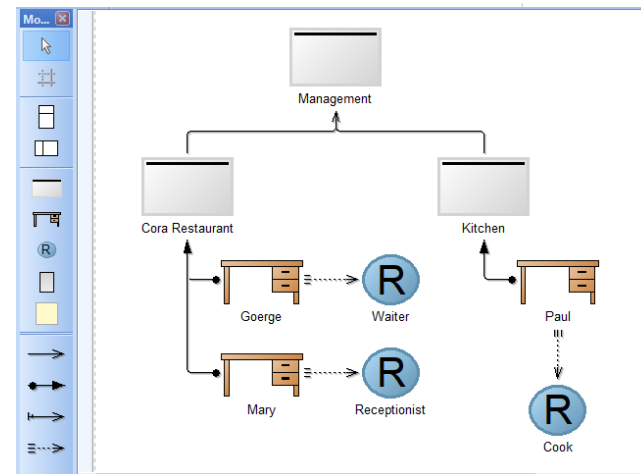 Mo...
Management
Cora Restaurant
Kitchen
R
Goerge
R
Waiter
Paul
R
Mary
R
Receptionist
R
Cook